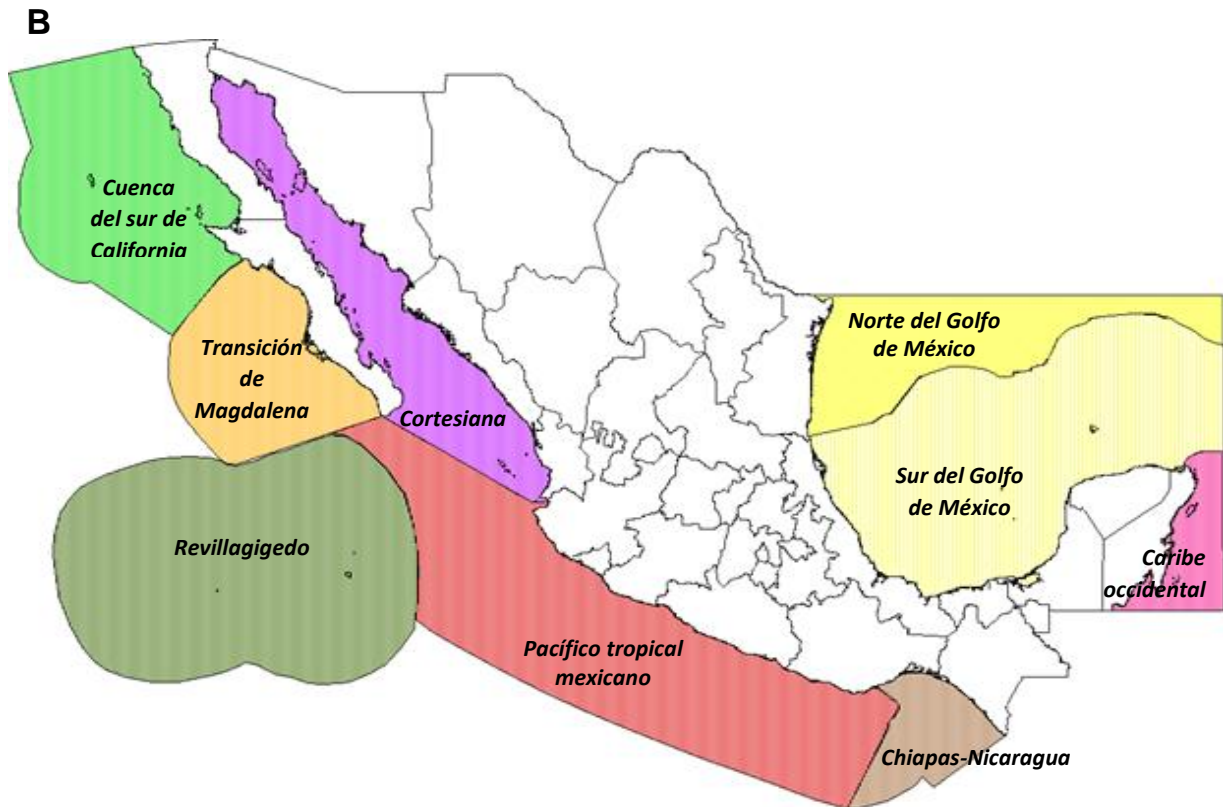 B
Cuenca
del sur de
California
Transición
de
Magdalena
Cortesiana
Revillagigedo
Pacífico tropical
mexicano
Chiapas-Nicaragua
Norte del Golfo
de México
Sur del Golfo
de México
Caribe
occidental